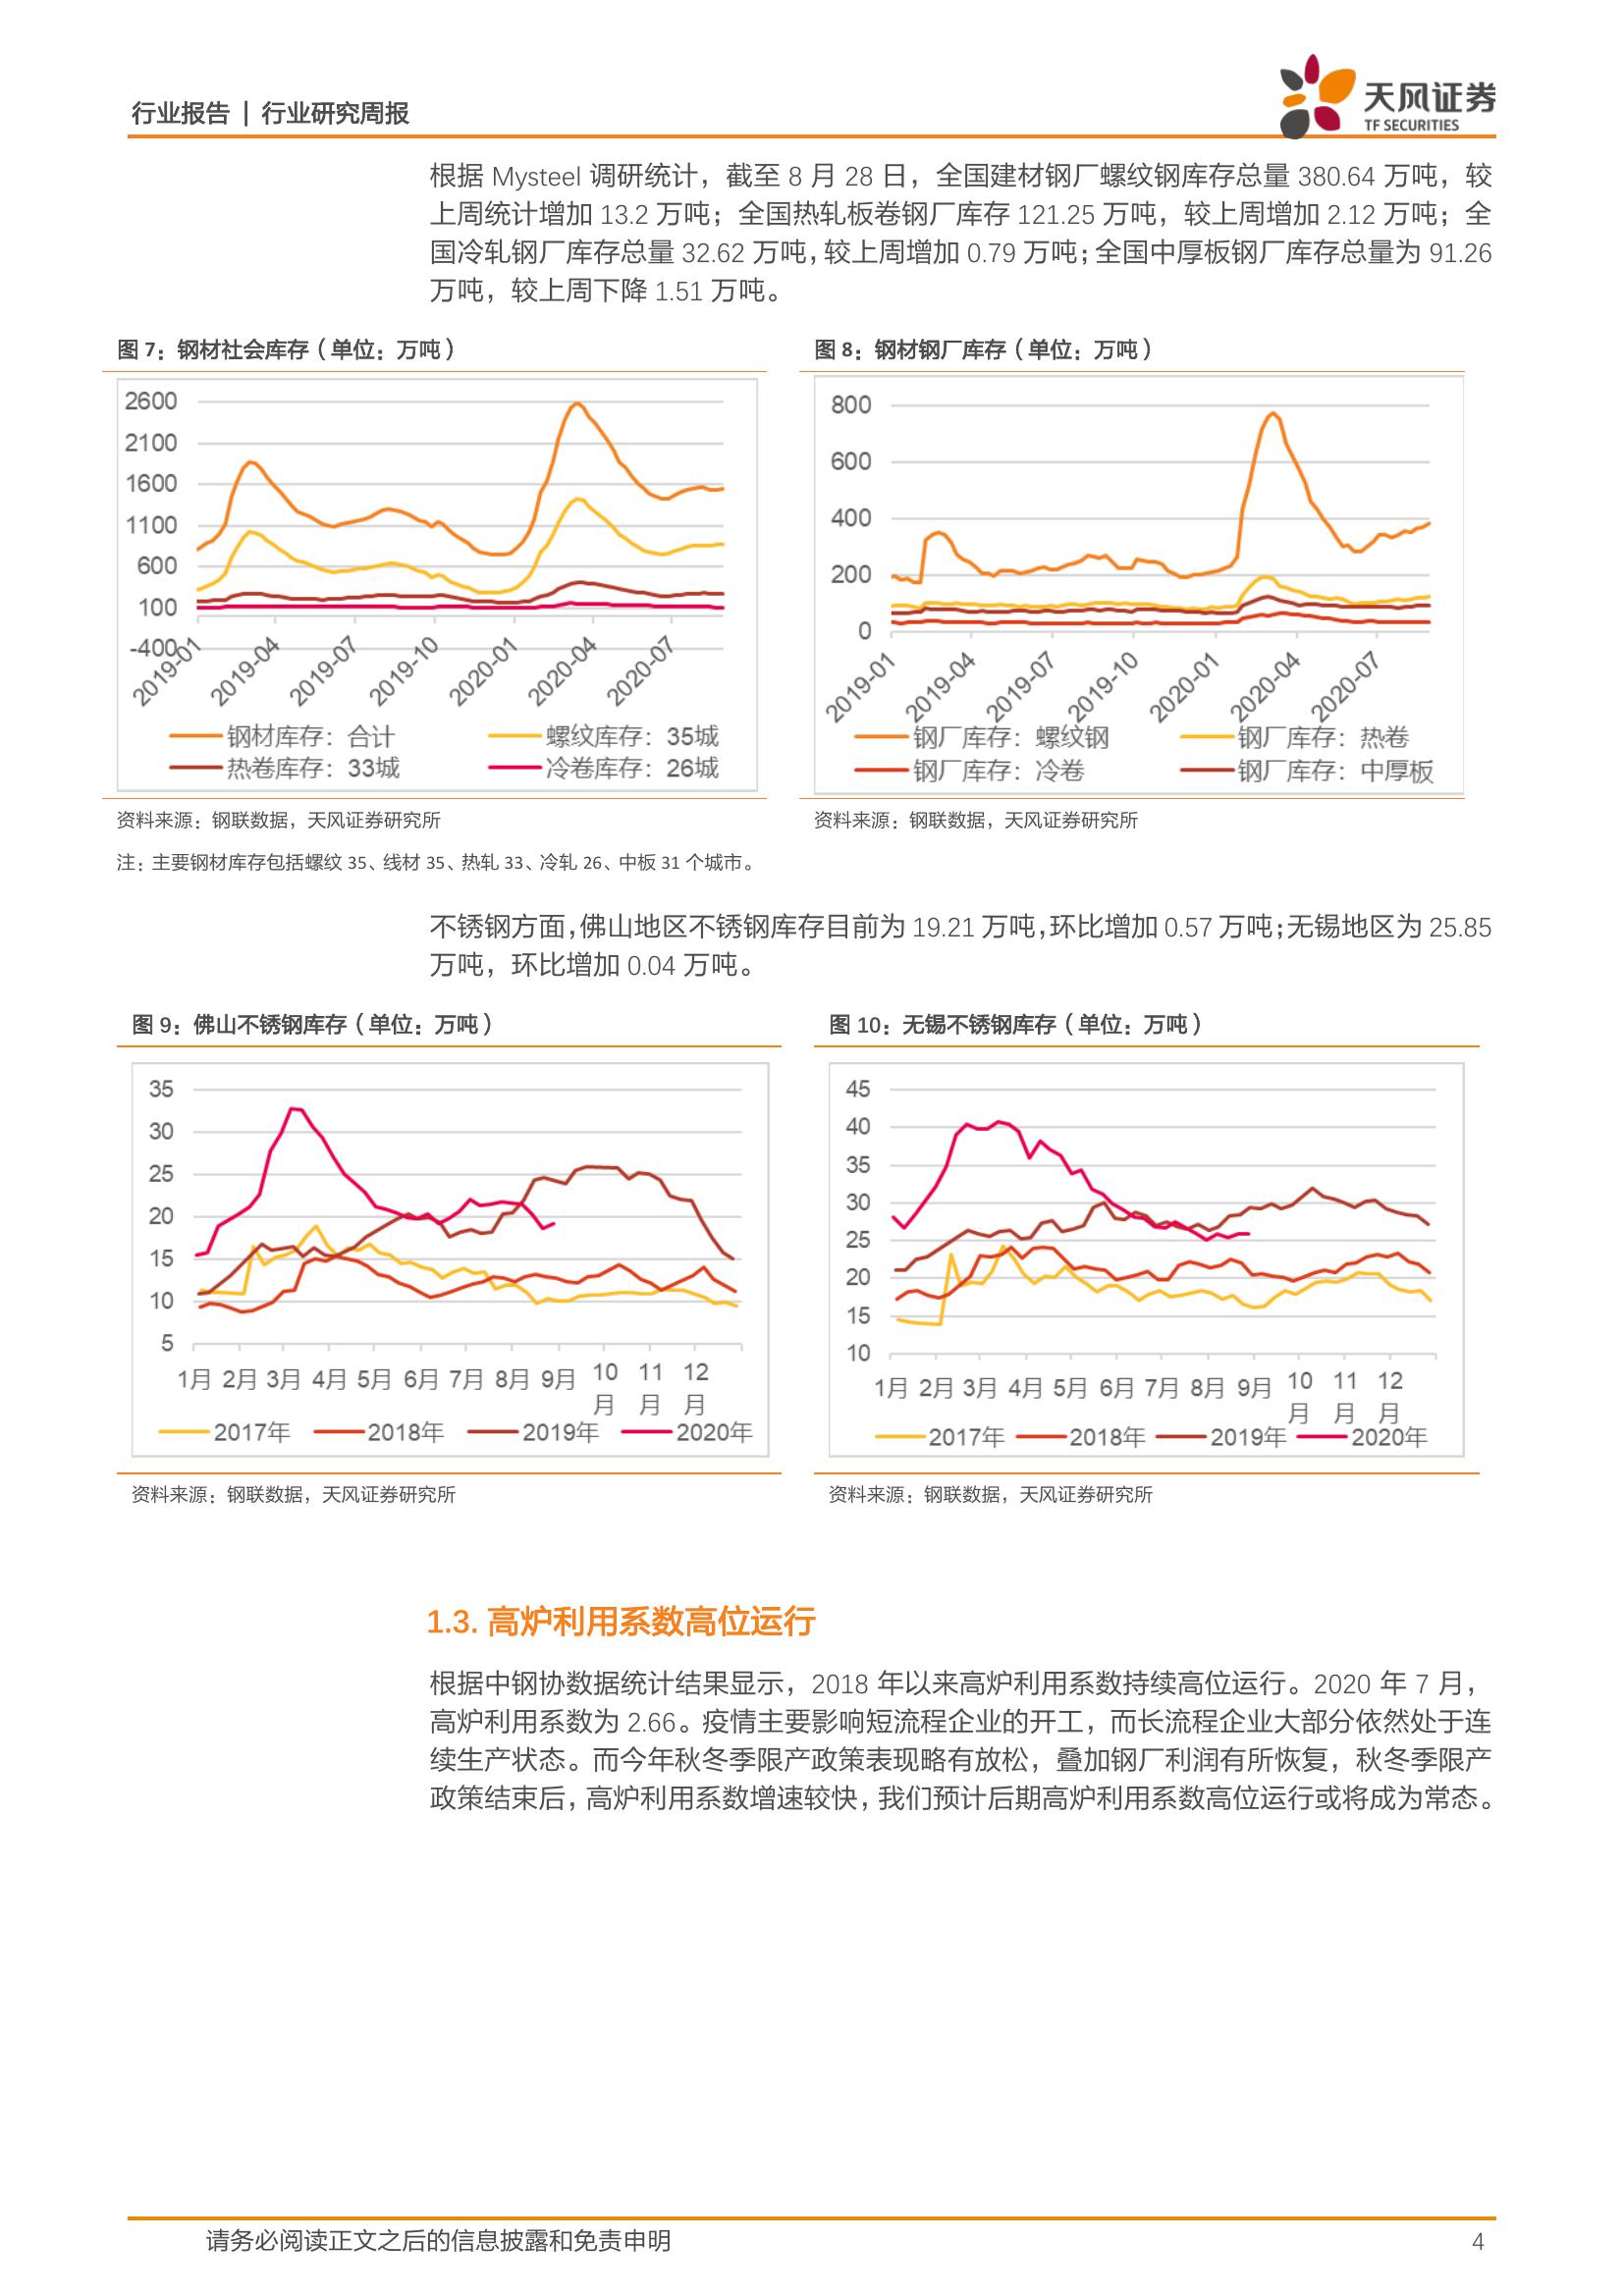 行业报告 | 行业研究周报
天风证券
TF SECURITIES
根据 Mysteel 调研统计，截至 8 月 28 日，全国建材钢厂螺纹钢库存总量 380.64 万吨，较
上周统计增加 13.2 万吨；全国热轧板卷钢厂库存 121.25 万吨，较上周增加 2.12 万吨；全
国冷轧钢厂库存总量 32.62 万吨，较上周增加 0.79 万吨；全国中厚板钢厂库存总量为 91.26
万吨，较上周下降 1.51 万吨。
图 7：钢材社会库存（单位：万吨）
2600
2100
1600
1100
600
100
-400
2019-01
2019-04
2019-07
2019-10
2020-01
2020-04
2020-07
钢材库存：合计
螺纹库存：35城
热卷库存：33城
冷卷库存：26城
资料来源：钢联数据，天风证券研究所
注：主要钢材库存包括螺纹 35、线材 35、热轧 33、冷轧 26、中板 31 个城市。
图 8：钢材钢厂库存（单位：万吨）
800
600
400
200
0
2019-01
2019-04
2019-07
2019-10
2020-01
2020-04
2020-07
钢厂库存：螺纹钢
钢厂库存：热卷
钢厂库存：冷卷
钢厂库存：中厚板
资料来源：钢联数据，天风证券研究所
不锈钢方面，佛山地区不锈钢库存目前为 19.21 万吨，环比增加 0.57 万吨；无锡地区为 25.85
万吨，环比增加 0.04 万吨。
图 9：佛山不锈钢库存（单位：万吨）
35
30
25
20
15
10
5
1月 2月 3月 4月 5月 6月 7月 8月 9月 10月 11月 12月
2017年 2018年 2019年 2020年
资料来源：钢联数据，天风证券研究所
图 10：无锡不锈钢库存（单位：万吨）
45
40
35
30
25
20
15
10
1月 2月 3月 4月 5月 6月 7月 8月 9月 10月 11月 12月
2017年 2018年 2019年 2020年
资料来源：钢联数据，天风证券研究所
1.3. 高炉利用系数高位运行
根据中钢协数据统计结果显示，2018 年以来高炉利用系数持续高位运行。2020 年 7 月，
高炉利用系数为 2.66。疫情主要影响短流程企业的开工，而长流程企业大部分依然处于连
续生产状态。而今年秋冬季限产政策表现略有放松，叠加钢厂利润有所恢复，秋冬季限产
政策结束后，高炉利用系数增速较快，我们预计后期高炉利用系数高位运行或将成为常态。
请务必阅读正文之后的信息披露和免责申明
4